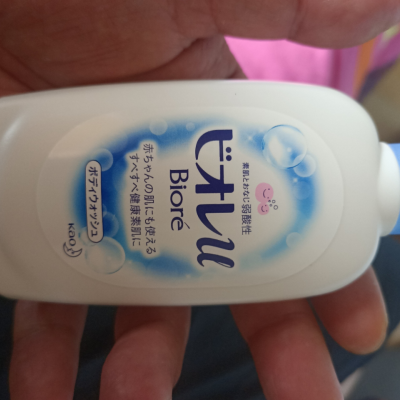 素肌とおなじ弱酸性
ビオレu
Bioré
赤ちゃんの肌にも使える
すべすべ健康素肌に
ボディウォッシュ
KAO